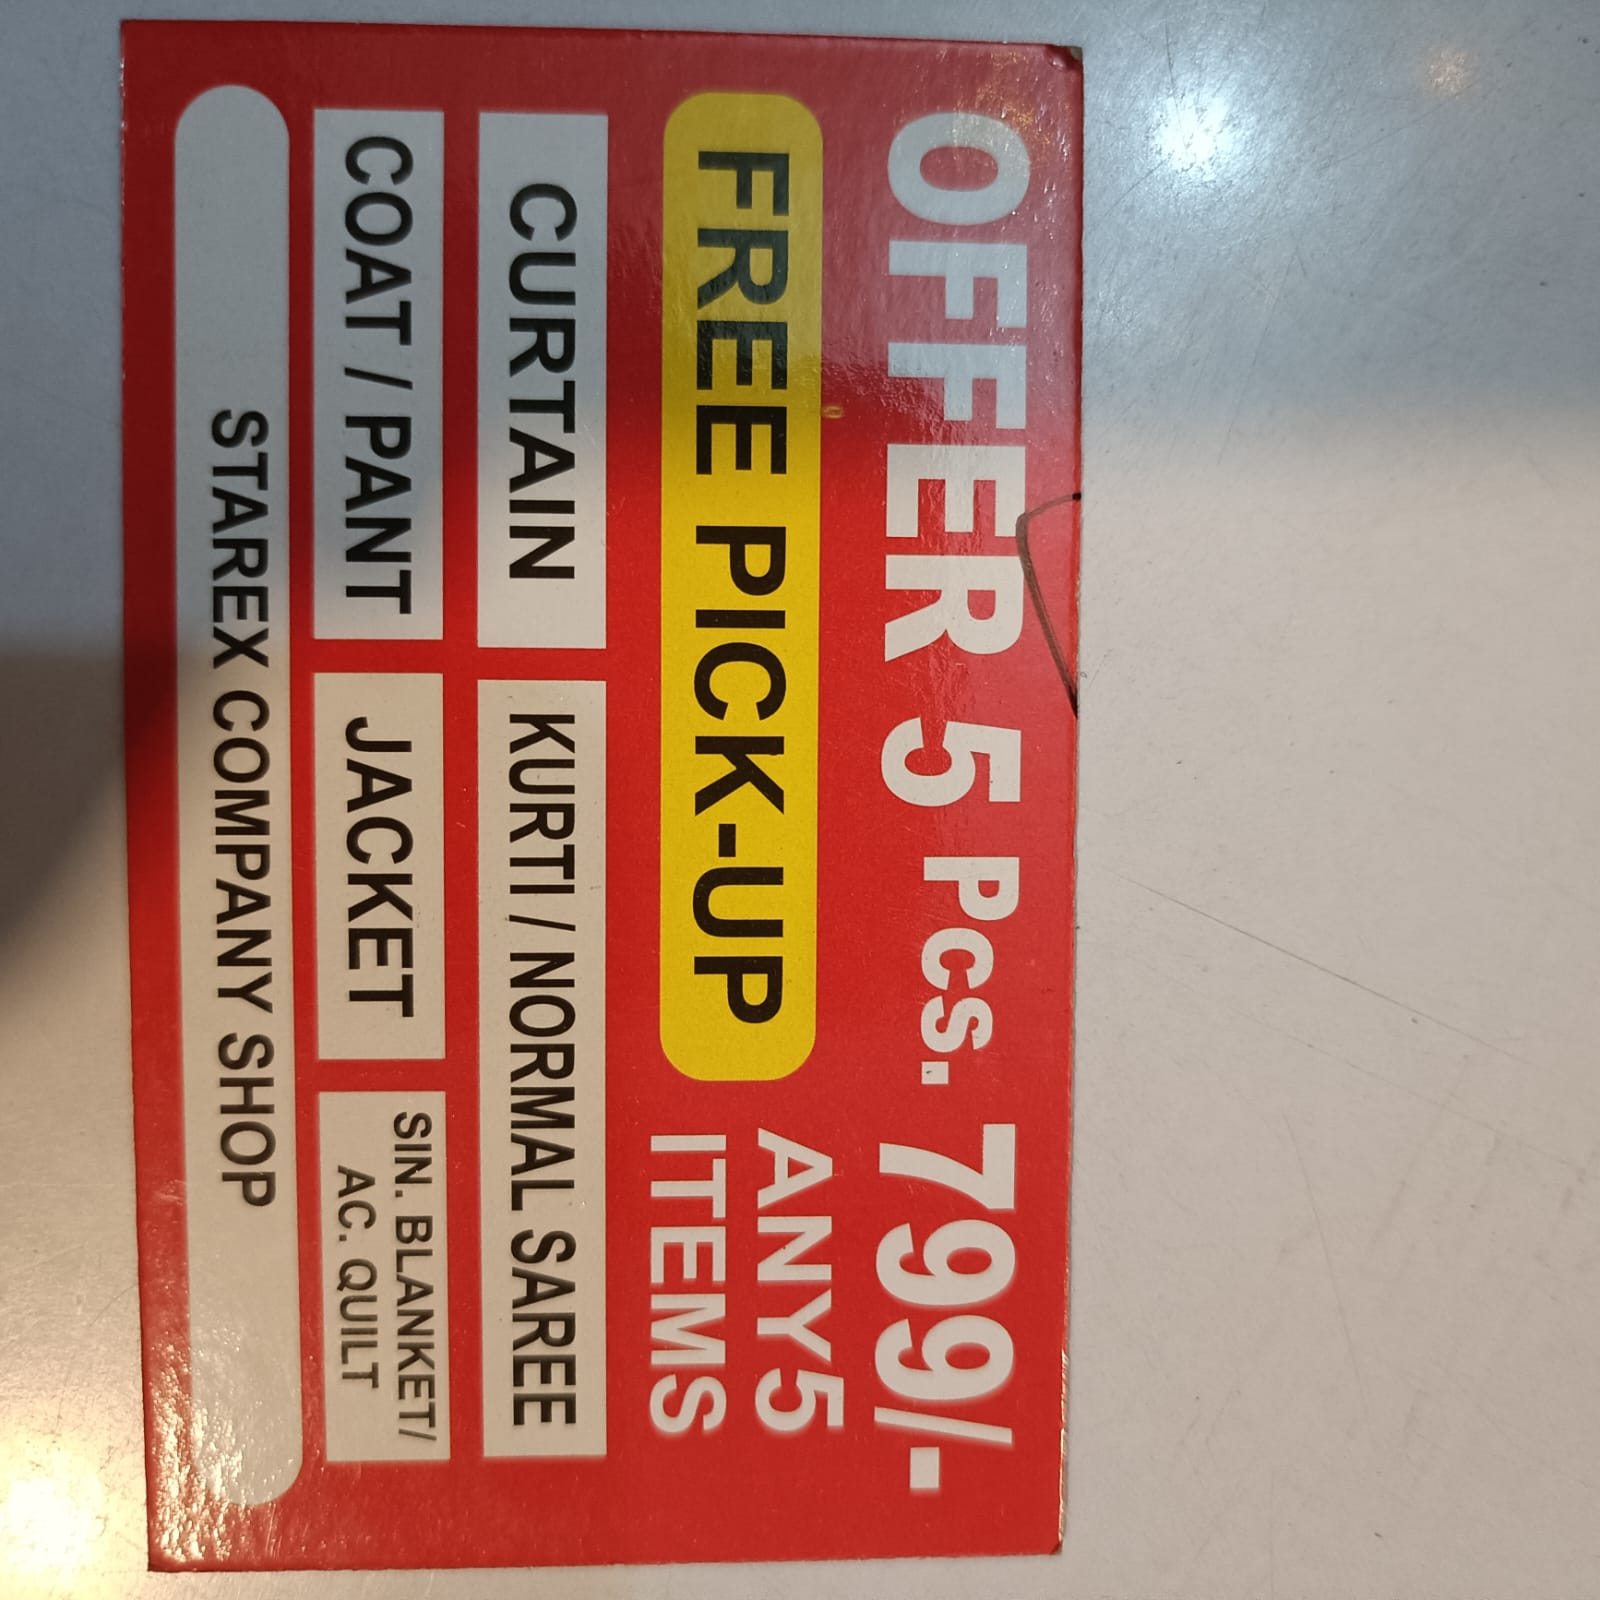 OFFER 5 Pcs. 799/-
FREE PICK-UP
ANY5
ITEMS
CURTAIN
KURTI / NORMAL SAREE
COAT / PANT
JACKET
SIN. BLANKET/
AC. QUILT
STAREX COMPANY SHOP